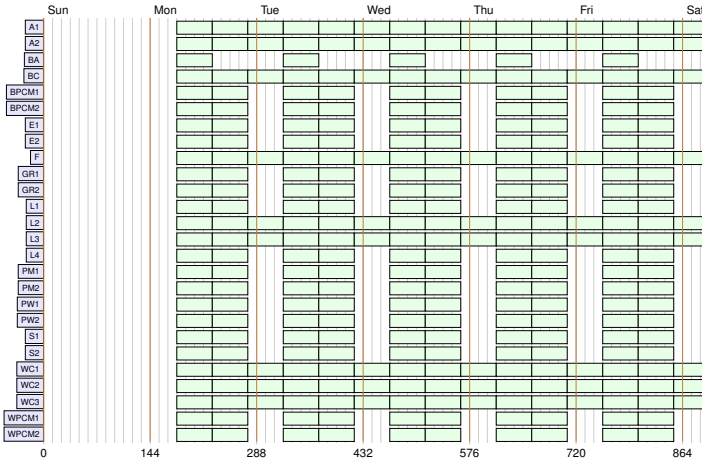 Sun Mon Tue Wed Thu Fri Sat
A1
A2
BA
BC
BPCM1
BPCM2
E1
E2
F
GR1
GR2
L1
L2
L3
L4
PM1
PM2
PW1
PW2
S1
S2
WC1
WC2
WC3
WPCM1
WPCM2
0 144 288 432 576 720 864